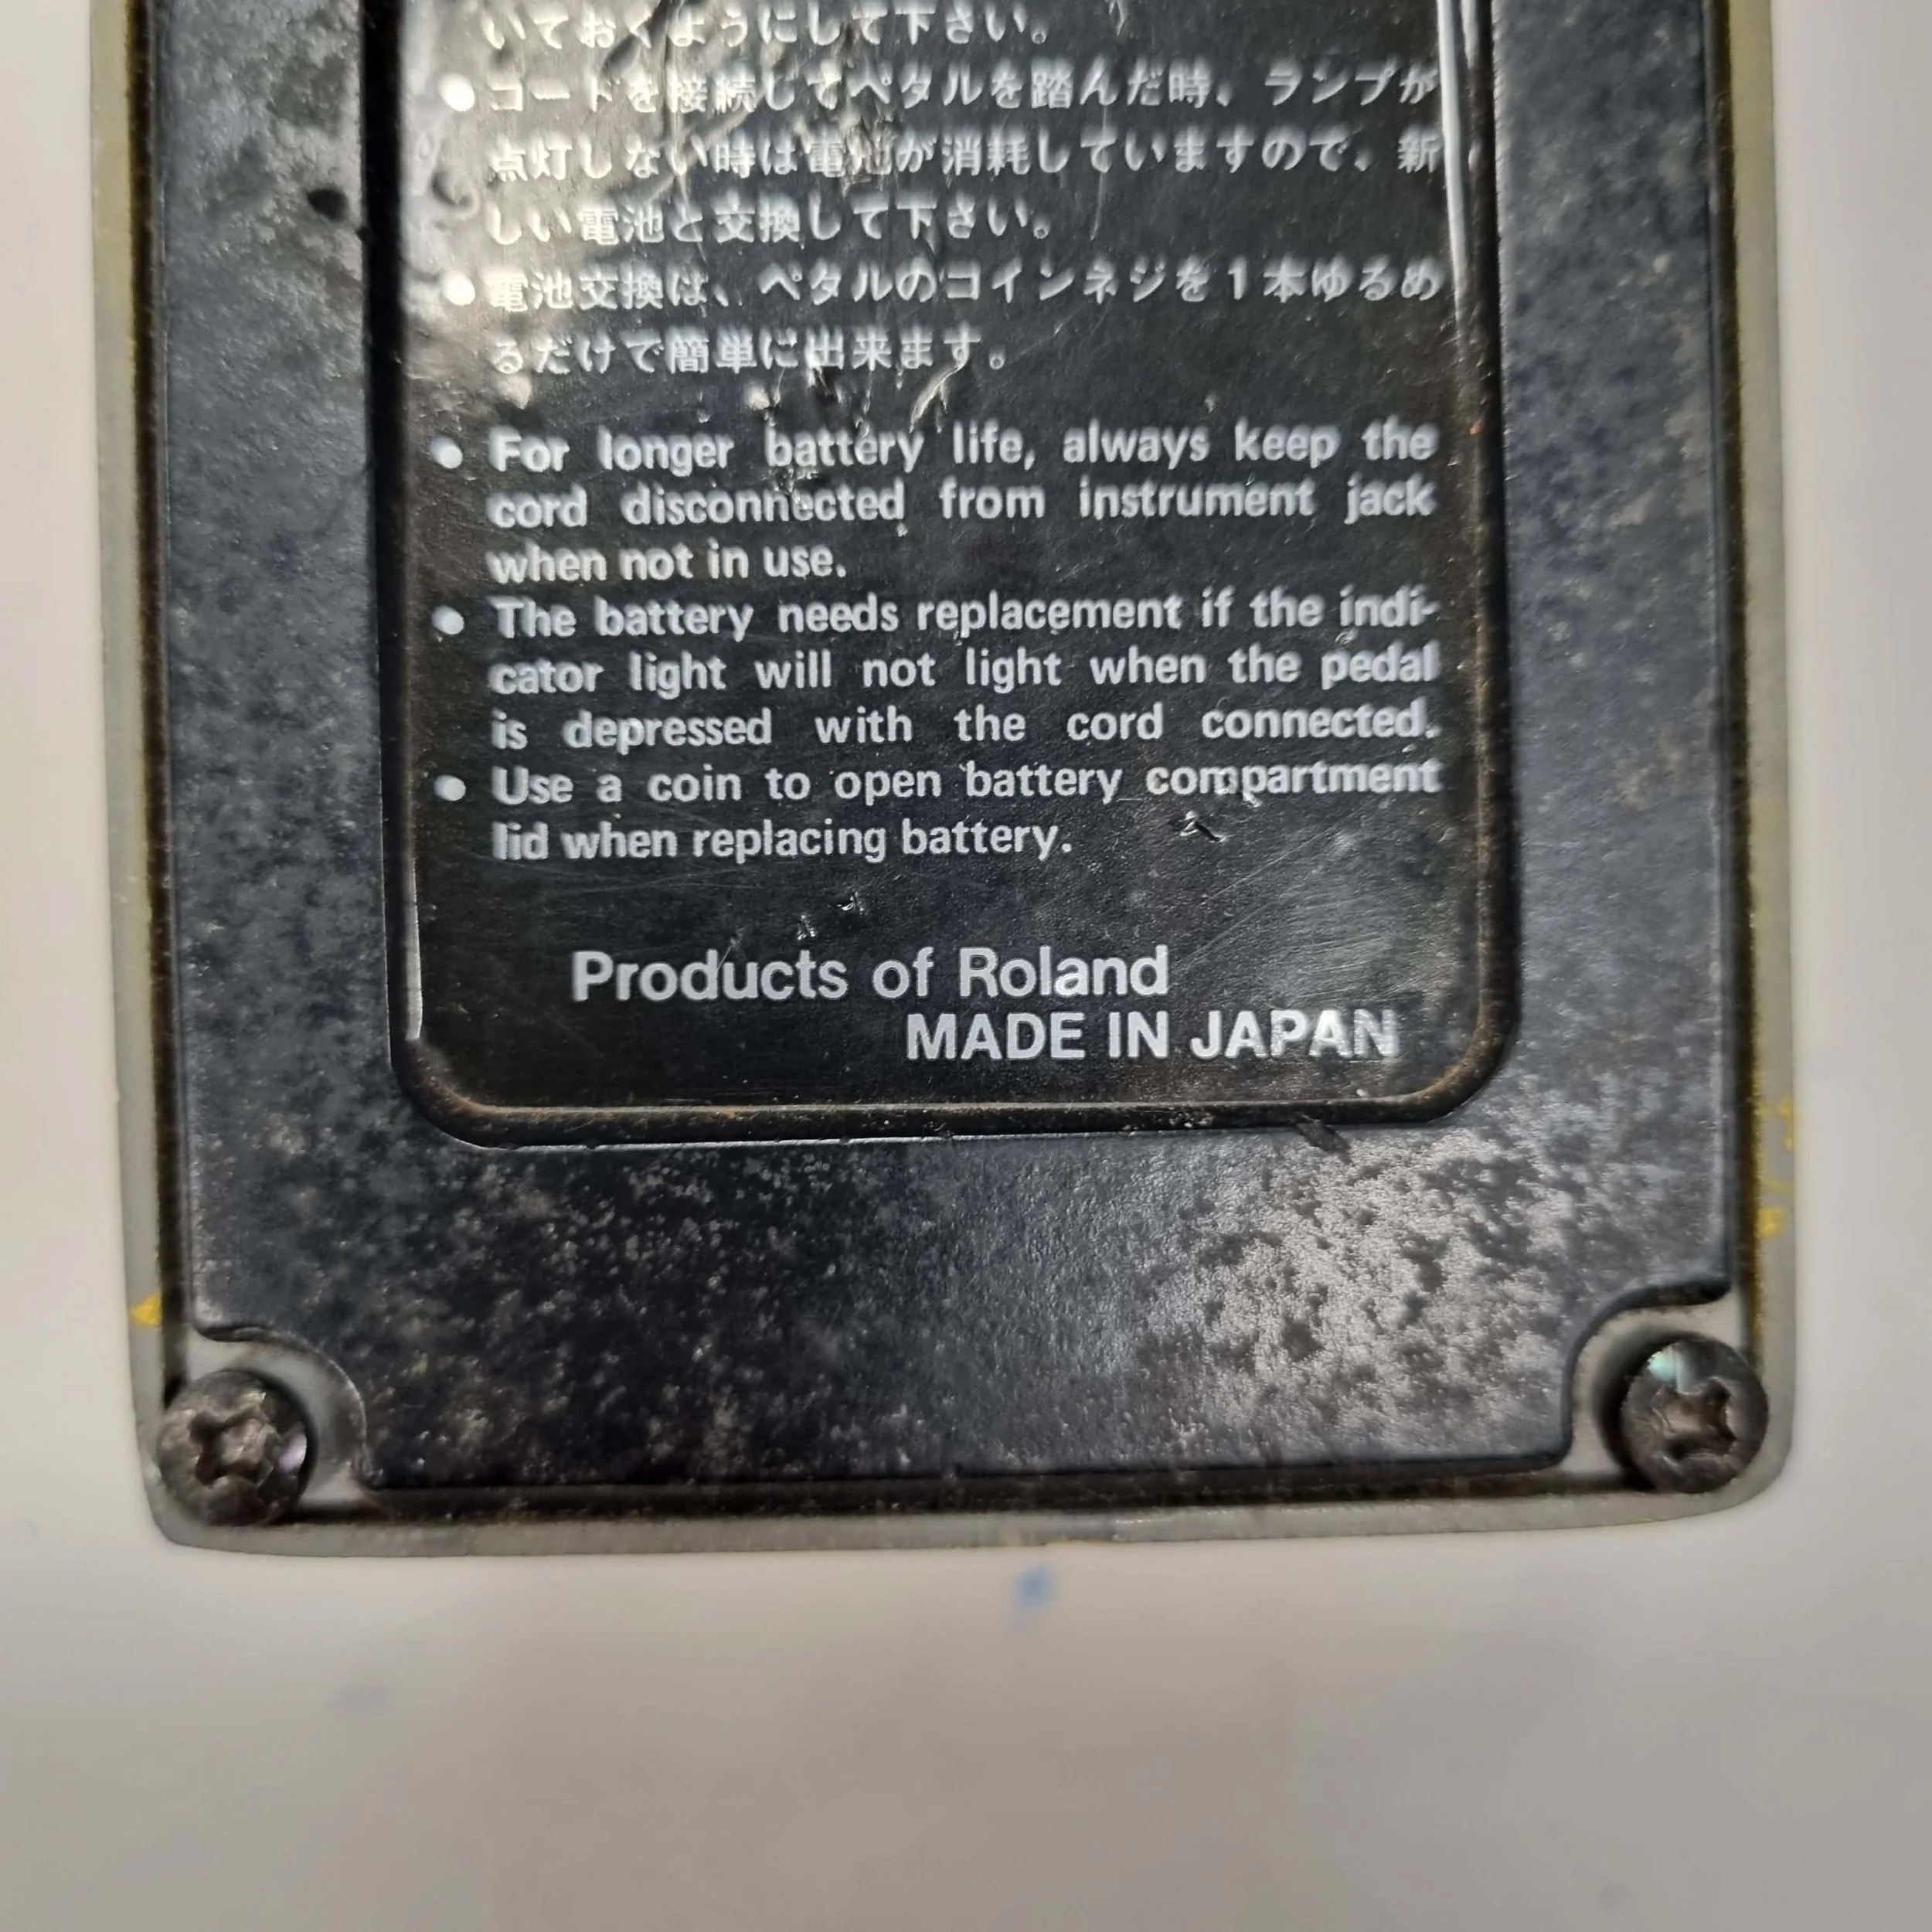 いておくようにして下さい。
● コードを接続してペダルを踏んだ時、ランプが
点灯しない時は電池が消耗していますので、新
しい電池と交換して下さい。
● 電池交換は、ペダルのコインネジを1本ゆるめ
るだけで簡単に出来ます。
● For longer battery life, always keep the
cord disconnected from instrument jack
when not in use.
● The battery needs replacement if the indi-
cator light will not light when the pedal
is depressed with the cord connected.
● Use a coin to open battery compartment
lid when replacing battery.
Products of Roland
MADE IN JAPAN